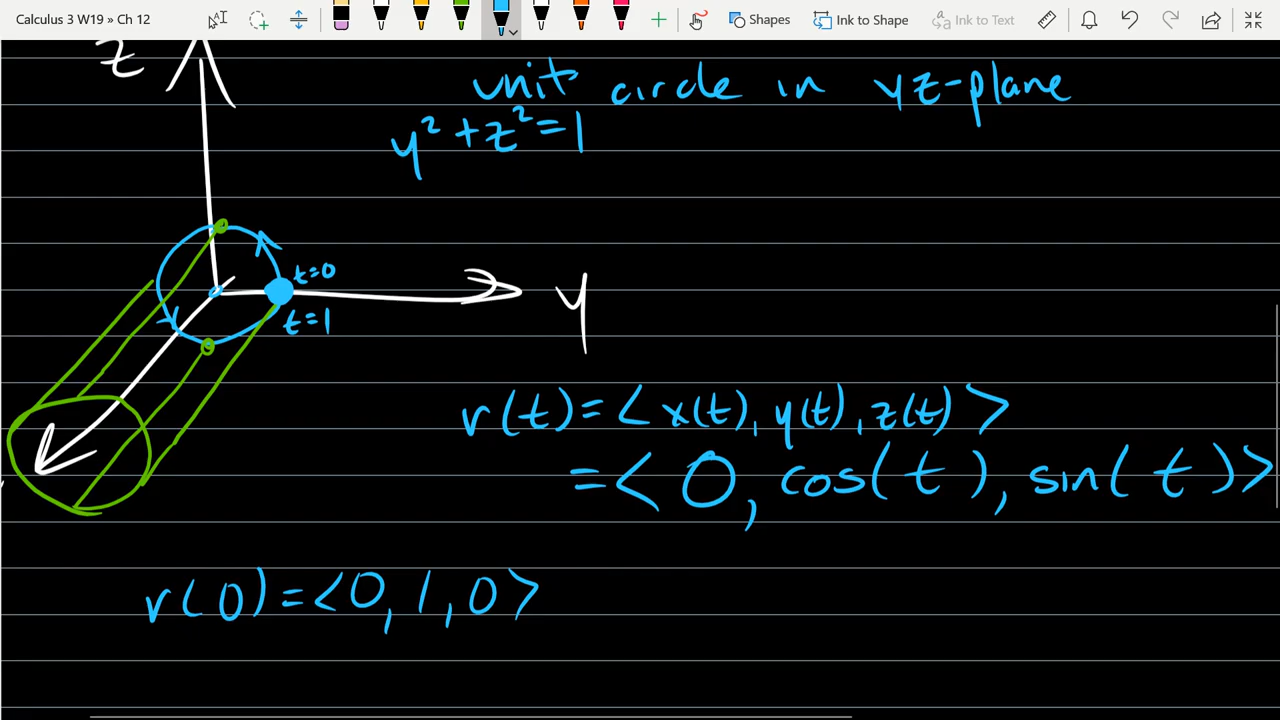 Calculus 3 W19 » Ch 12
Shapes
Ink to Shape
Ink to Text
z
unit circle in yz-plane
y²+z²=1
t=0
t=1
y
r(t)=<x(t), y(t), z(t)>
=<0, cos(t), sin(t)>
r(0)=<0,1,0>